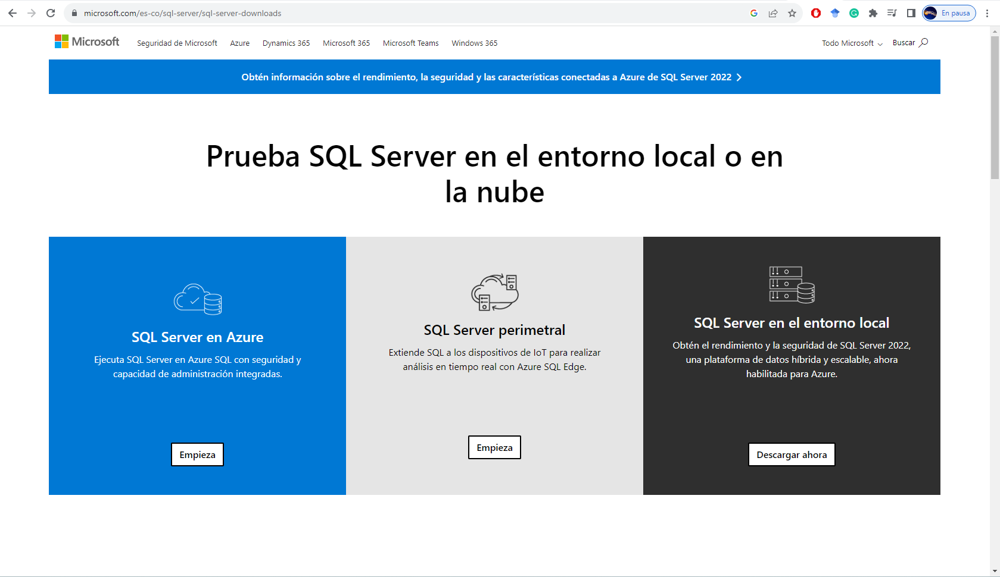 microsoft.com/es-co/sql-server/sql-server-downloads
En pausa
Microsoft
Seguridad de Microsoft Azure Dynamics 365 Microsoft 365 Microsoft Teams Windows 365 Todo Microsoft Buscar
Obtén información sobre el rendimiento, la seguridad y las características conectadas a Azure de SQL Server 2022
Prueba SQL Server en el entorno local o en
la nube
SQL Server en Azure
Ejecuta SQL Server en Azure SQL con seguridad y
capacidad de administración integradas.
Empieza
SQL Server perimetral
Extiende SQL a los dispositivos de IoT para realizar
análisis en tiempo real con Azure SQL Edge.
Empieza
SQL Server en el entorno local
Obtén el rendimiento y la seguridad de SQL Server 2022,
una plataforma de datos híbrida y escalable, ahora
habilitada para Azure.
Descargar ahora